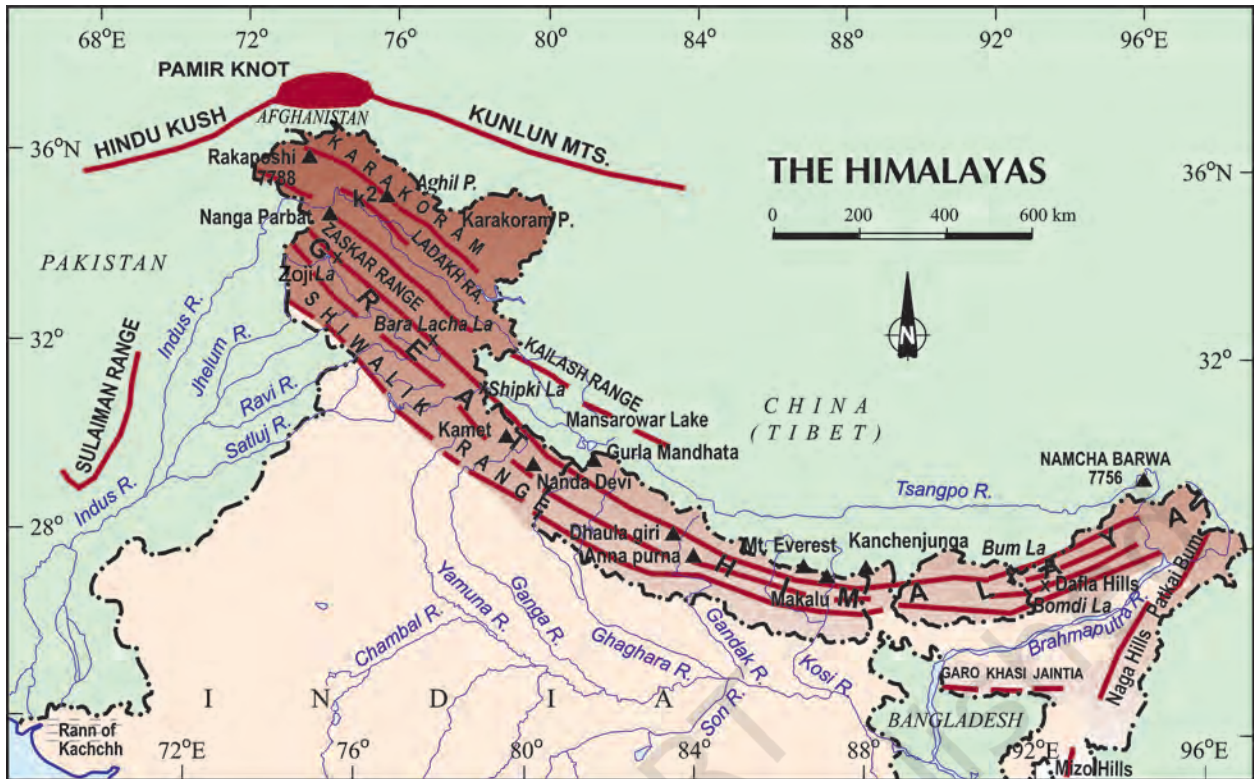 68°E
72°
76°
80°
84°
88°
92°
96°E
PAMIR KNOT
AFGHANISTAN
HINDU KUSH
KUNLUN MTS.
36°N
36°N
THE HIMALAYAS
0 200 400 600 km
N
Rakaposhi
7788
KARAKORAM
Aghil P.
k2
Nanga Parbat
Karakoram P.
LADAKH RA.
ZASKAR RANGE
PAKISTAN
Zoji La
Bara Lacha La
SHIWALIK RANGE
GREAT HIMALAYAN
32°
32°
Indus R.
Jhelum R.
Ravi R.
Satluj R.
SULAIMAN RANGE
Shipki La
KAILASH RANGE
Mansarowar Lake
CHINA
(TIBET)
Kamet
Gurla Mandhata
Nanda Devi
NAMCHA BARWA
7756
Tsangpo R.
Indus R.
28°
28°
Dhaula giri
Anna purna
Mt. Everest
Kanchenjunga
Makalu
Bum La
Dafla Hills
Bomdi La
Patkai Bum
Brahmaputra R.
Naga Hills
Yamuna R.
Ganga R.
Chambal R.
Ghaghara R.
Gandak R.
Kosi R.
Son R.
GARO KHASI JAINTIA
BANGLADESH
INDIA
Rann of
Kachchh
Mizo Hills
72°E
76°
80°
84°
88°
92°E
96°E